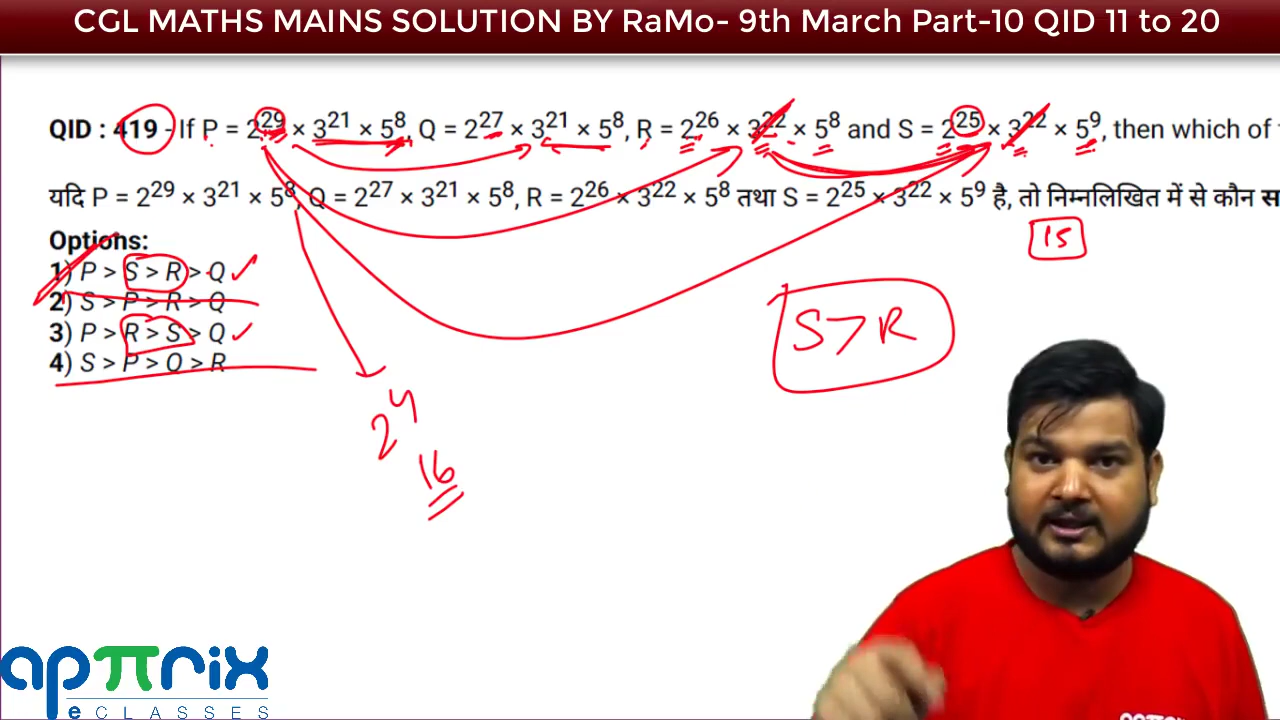 CGL MATHS MAINS SOLUTION BY RaMo- 9th March Part-10 QID 11 to 20
QID : 419 - If P = 2^29 × 3^21 × 5^8, Q = 2^27 × 3^21 × 5^8, R = 2^26 × 3^22 × 5^8 and S = 2^25 × 3^22 × 5^9, then which of
यदि P = 2^29 × 3^21 × 5^8, Q = 2^27 × 3^21 × 5^8, R = 2^26 × 3^22 × 5^8 तथा S = 2^25 × 3^22 × 5^9 है, तो निम्नलिखित में से कौन
15
Options:
1) P > S > R > Q
2) S > P > R > Q
3) P > R > S > Q
4) S > P > Q > R
S > R
2^4
16
apπrix
e CLASSES
apπrix